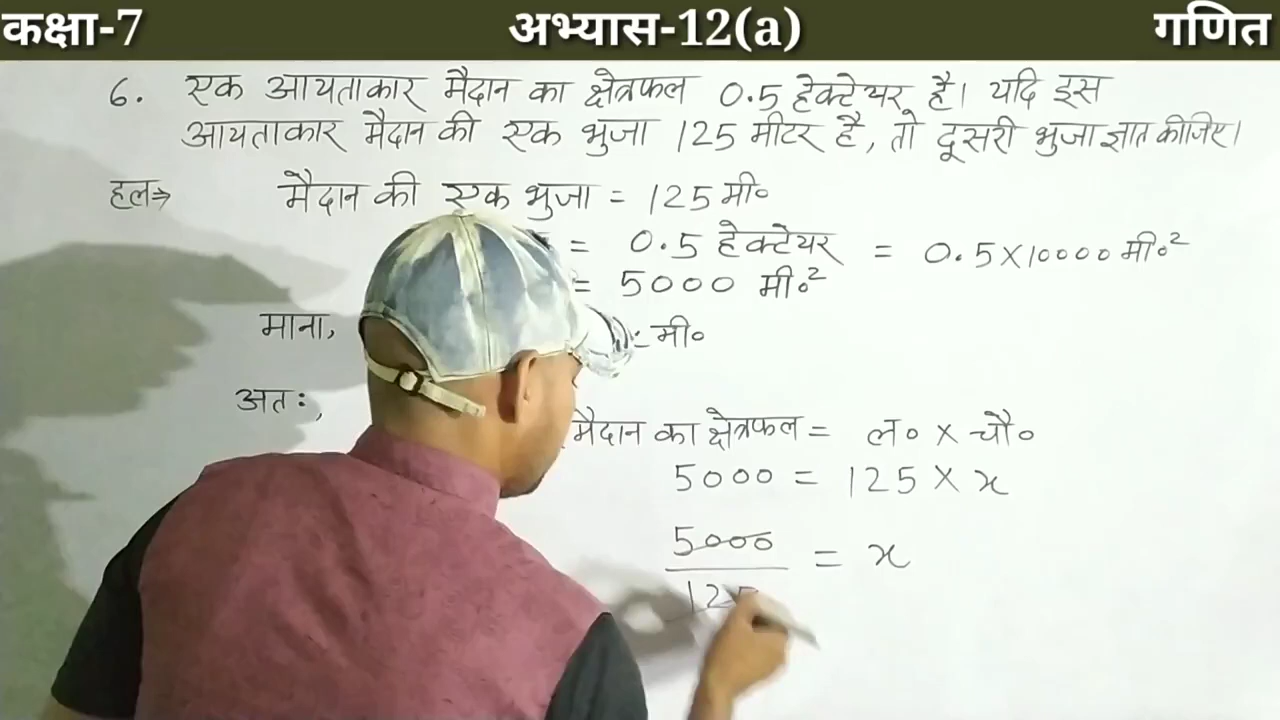 कक्षा-7 अभ्यास-12(a) गणित
6. एक आयताकार मैदान का क्षेत्रफल 0.5 हेक्टेयर है। यदि इस
आयताकार मैदान की एक भुजा 125 मीटर है, तो दूसरी भुजा ज्ञात कीजिए।
हल⇒ मैदान की एक भुजा = 125 मी०
= 0.5 हेक्टेयर = 0.5×10000 मी०²
= 5000 मी०²
माना, मी०
अतः, मैदान का क्षेत्रफल = ल० × चौ०
5000 = 125 × x
5000
= x